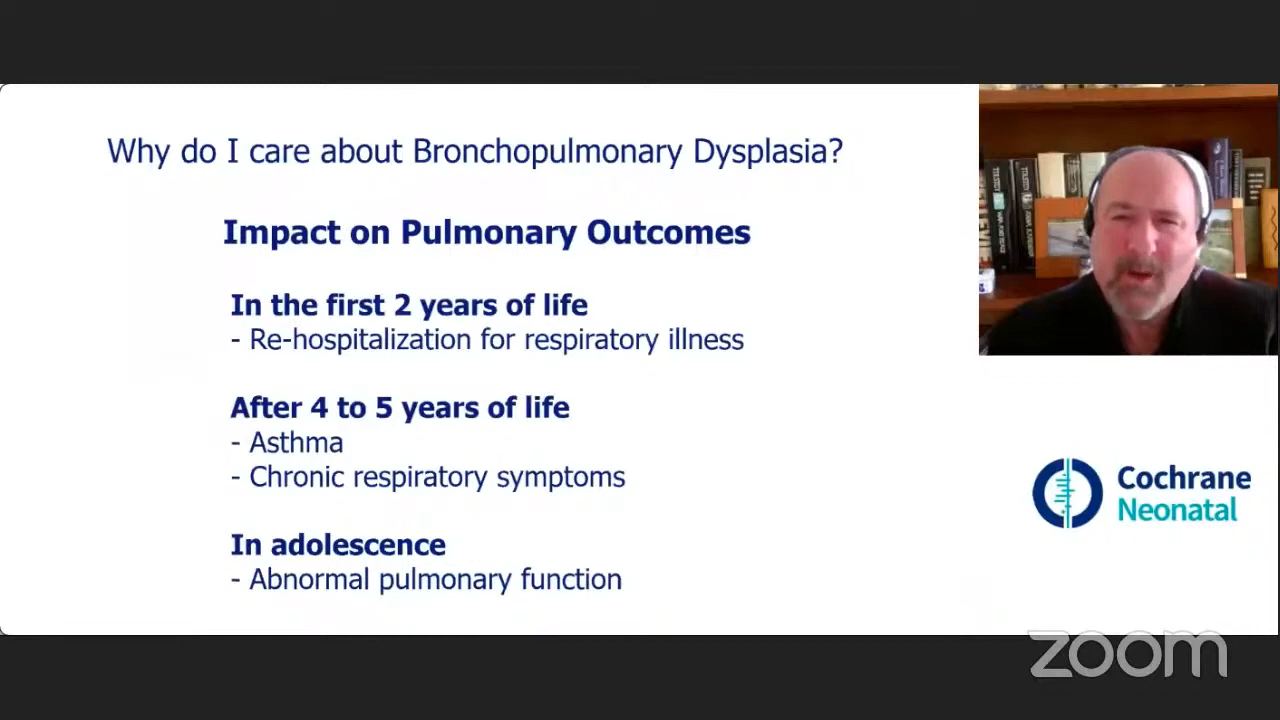 Why do I care about Bronchopulmonary Dysplasia?
Impact on Pulmonary Outcomes
In the first 2 years of life
- Re-hospitalization for respiratory illness
After 4 to 5 years of life
- Asthma
- Chronic respiratory symptoms
In adolescence
- Abnormal pulmonary function
Cochrane
Neonatal
zoom